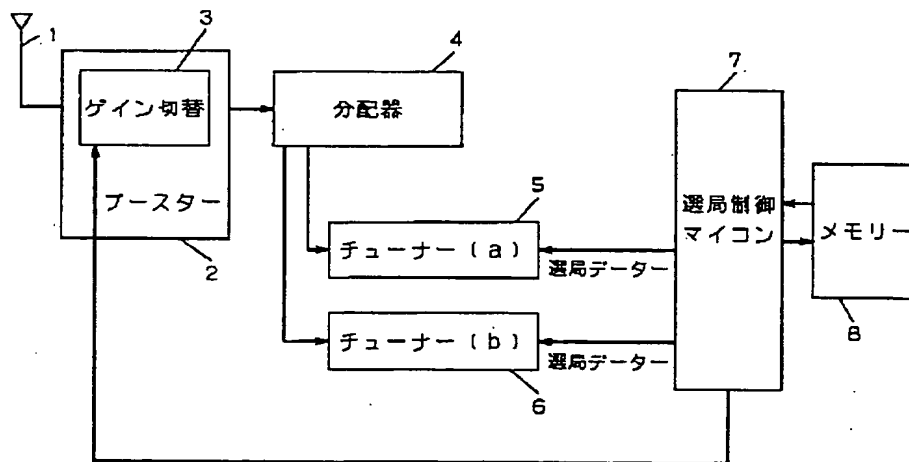 1
3
ゲイン切替
ブースター
2
4
分配器
5
チューナー(a)
選局データー
チューナー(b)
選局データー
6
7
選局制御
マイコン
メモリー
8